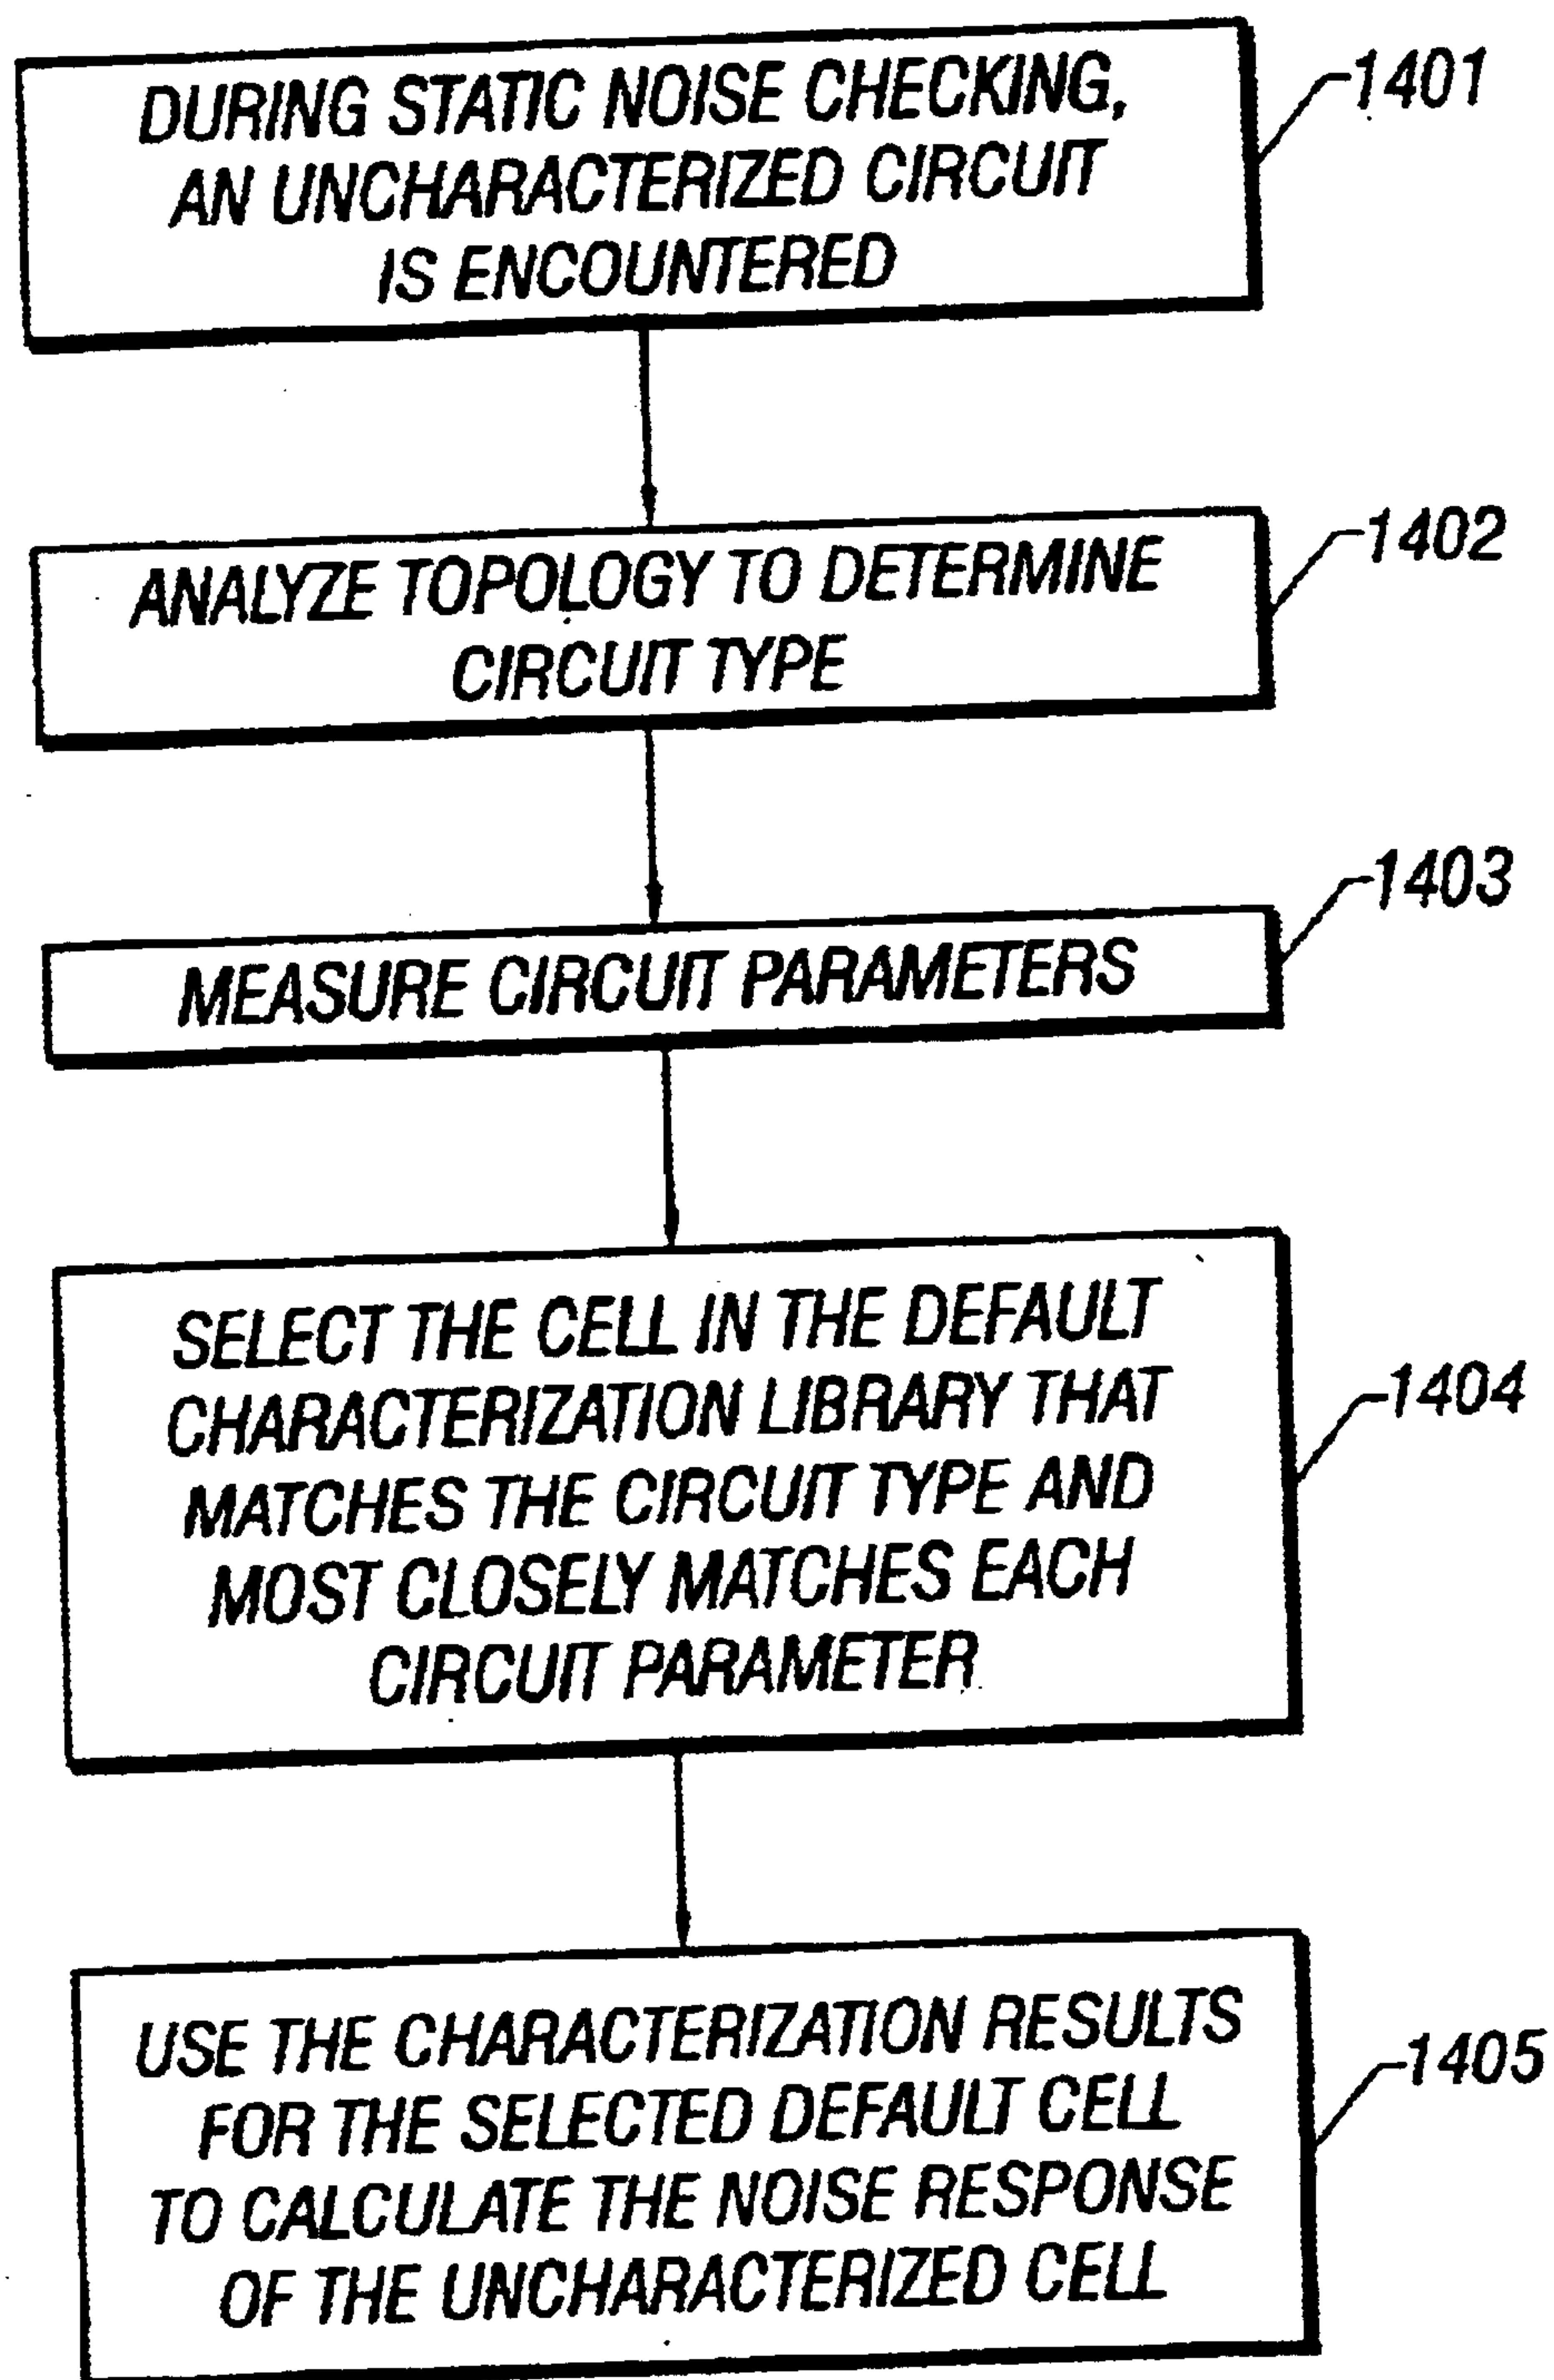 DURING STATIC NOISE CHECKING,
AN UNCHARACTERIZED CIRCUIT
IS ENCOUNTERED
1401
ANALYZE TOPOLOGY TO DETERMINE
CIRCUIT TYPE
1402
MEASURE CIRCUIT PARAMETERS
1403
SELECT THE CELL IN THE DEFAULT
CHARACTERIZATION LIBRARY THAT
MATCHES THE CIRCUIT TYPE AND
MOST CLOSELY MATCHES EACH
CIRCUIT PARAMETER
1404
USE THE CHARACTERIZATION RESULTS
FOR THE SELECTED DEFAULT CELL
TO CALCULATE THE NOISE RESPONSE
OF THE UNCHARACTERIZED CELL
1405